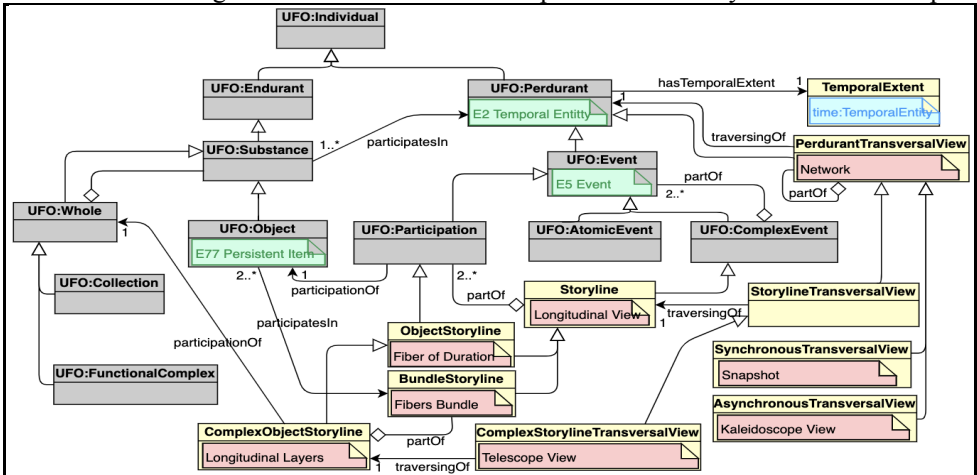 UFO:Individual
UFO:Endurant
UFO:Perdurant
E2 Temporal Entitty
hasTemporalExtent
1
1
TemporalExtent
time:TemporalEntity
traversingOf
PerdurantTransversalView
Network
partOf
UFO:Substance
1..*
participatesIn
UFO:Event
E5 Event
partOf
2..*
UFO:Whole
1
UFO:Object
E77 Persistent Item
2..*
1
participationOf
UFO:Participation
2..*
partOf
UFO:AtomicEvent
UFO:ComplexEvent
UFO:Collection
Storyline
Longitudinal View
1
traversingOf
StorylineTransversalView
participatesIn
participationOf
ObjectStoryline
Fiber of Duration
SynchronousTransversalView
Snapshot
UFO:FunctionalComplex
BundleStoryline
Fibers Bundle
AsynchronousTransversalView
Kaleidoscope View
ComplexObjectStoryline
Longitudinal Layers
partOf
1
traversingOf
ComplexStorylineTransversalView
Telescope View